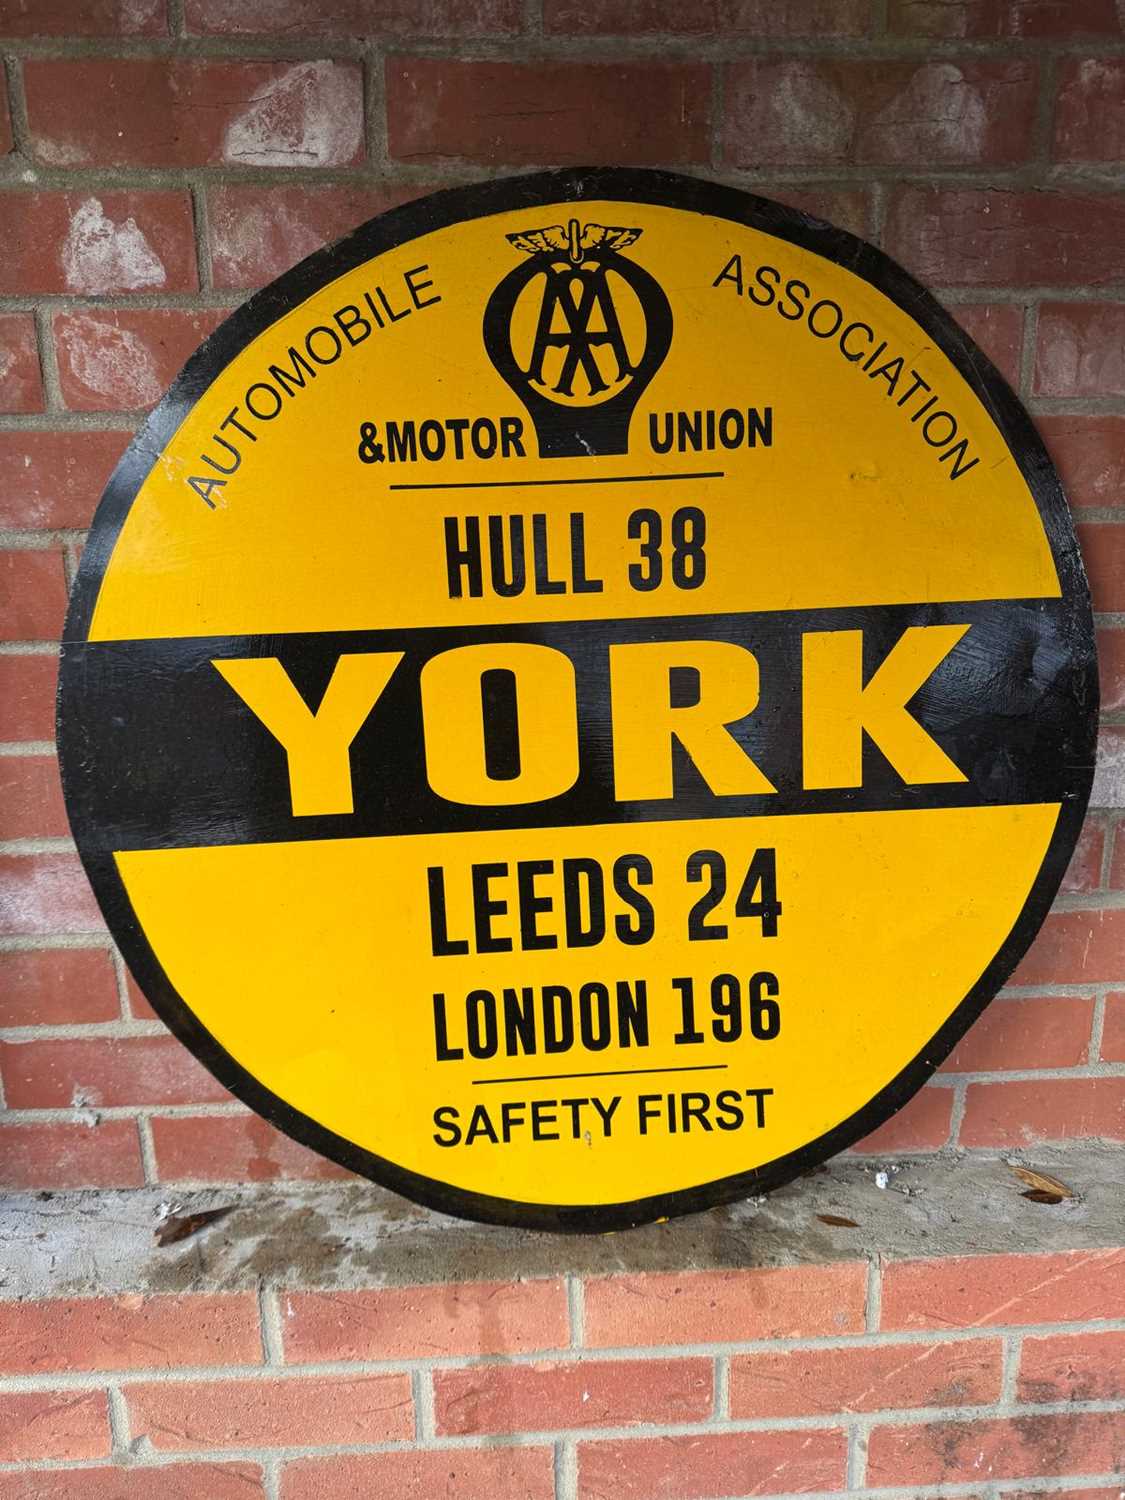 AUTOMOBILE ASSOCIATION
AA
&MOTOR UNION
HULL 38
YORK
LEEDS 24
LONDON 196
SAFETY FIRST